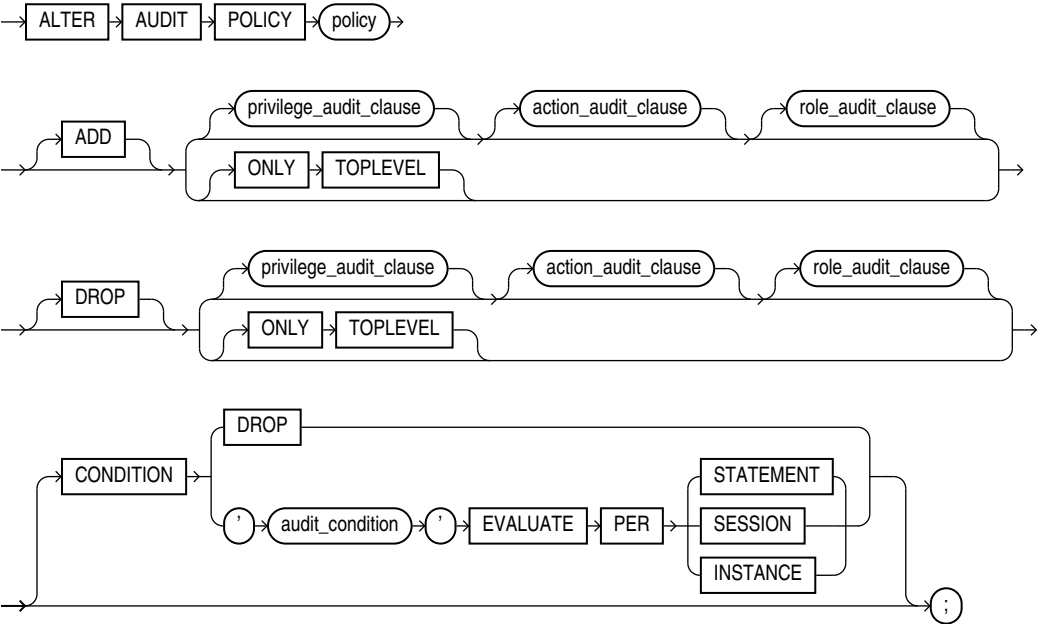 ALTER AUDIT POLICY policy
privilege_audit_clause action_audit_clause role_audit_clause
ADD
ONLY TOPLEVEL
privilege_audit_clause action_audit_clause role_audit_clause
DROP
ONLY TOPLEVEL
DROP
CONDITION
STATEMENT
' audit_condition ' EVALUATE PER SESSION
INSTANCE
;